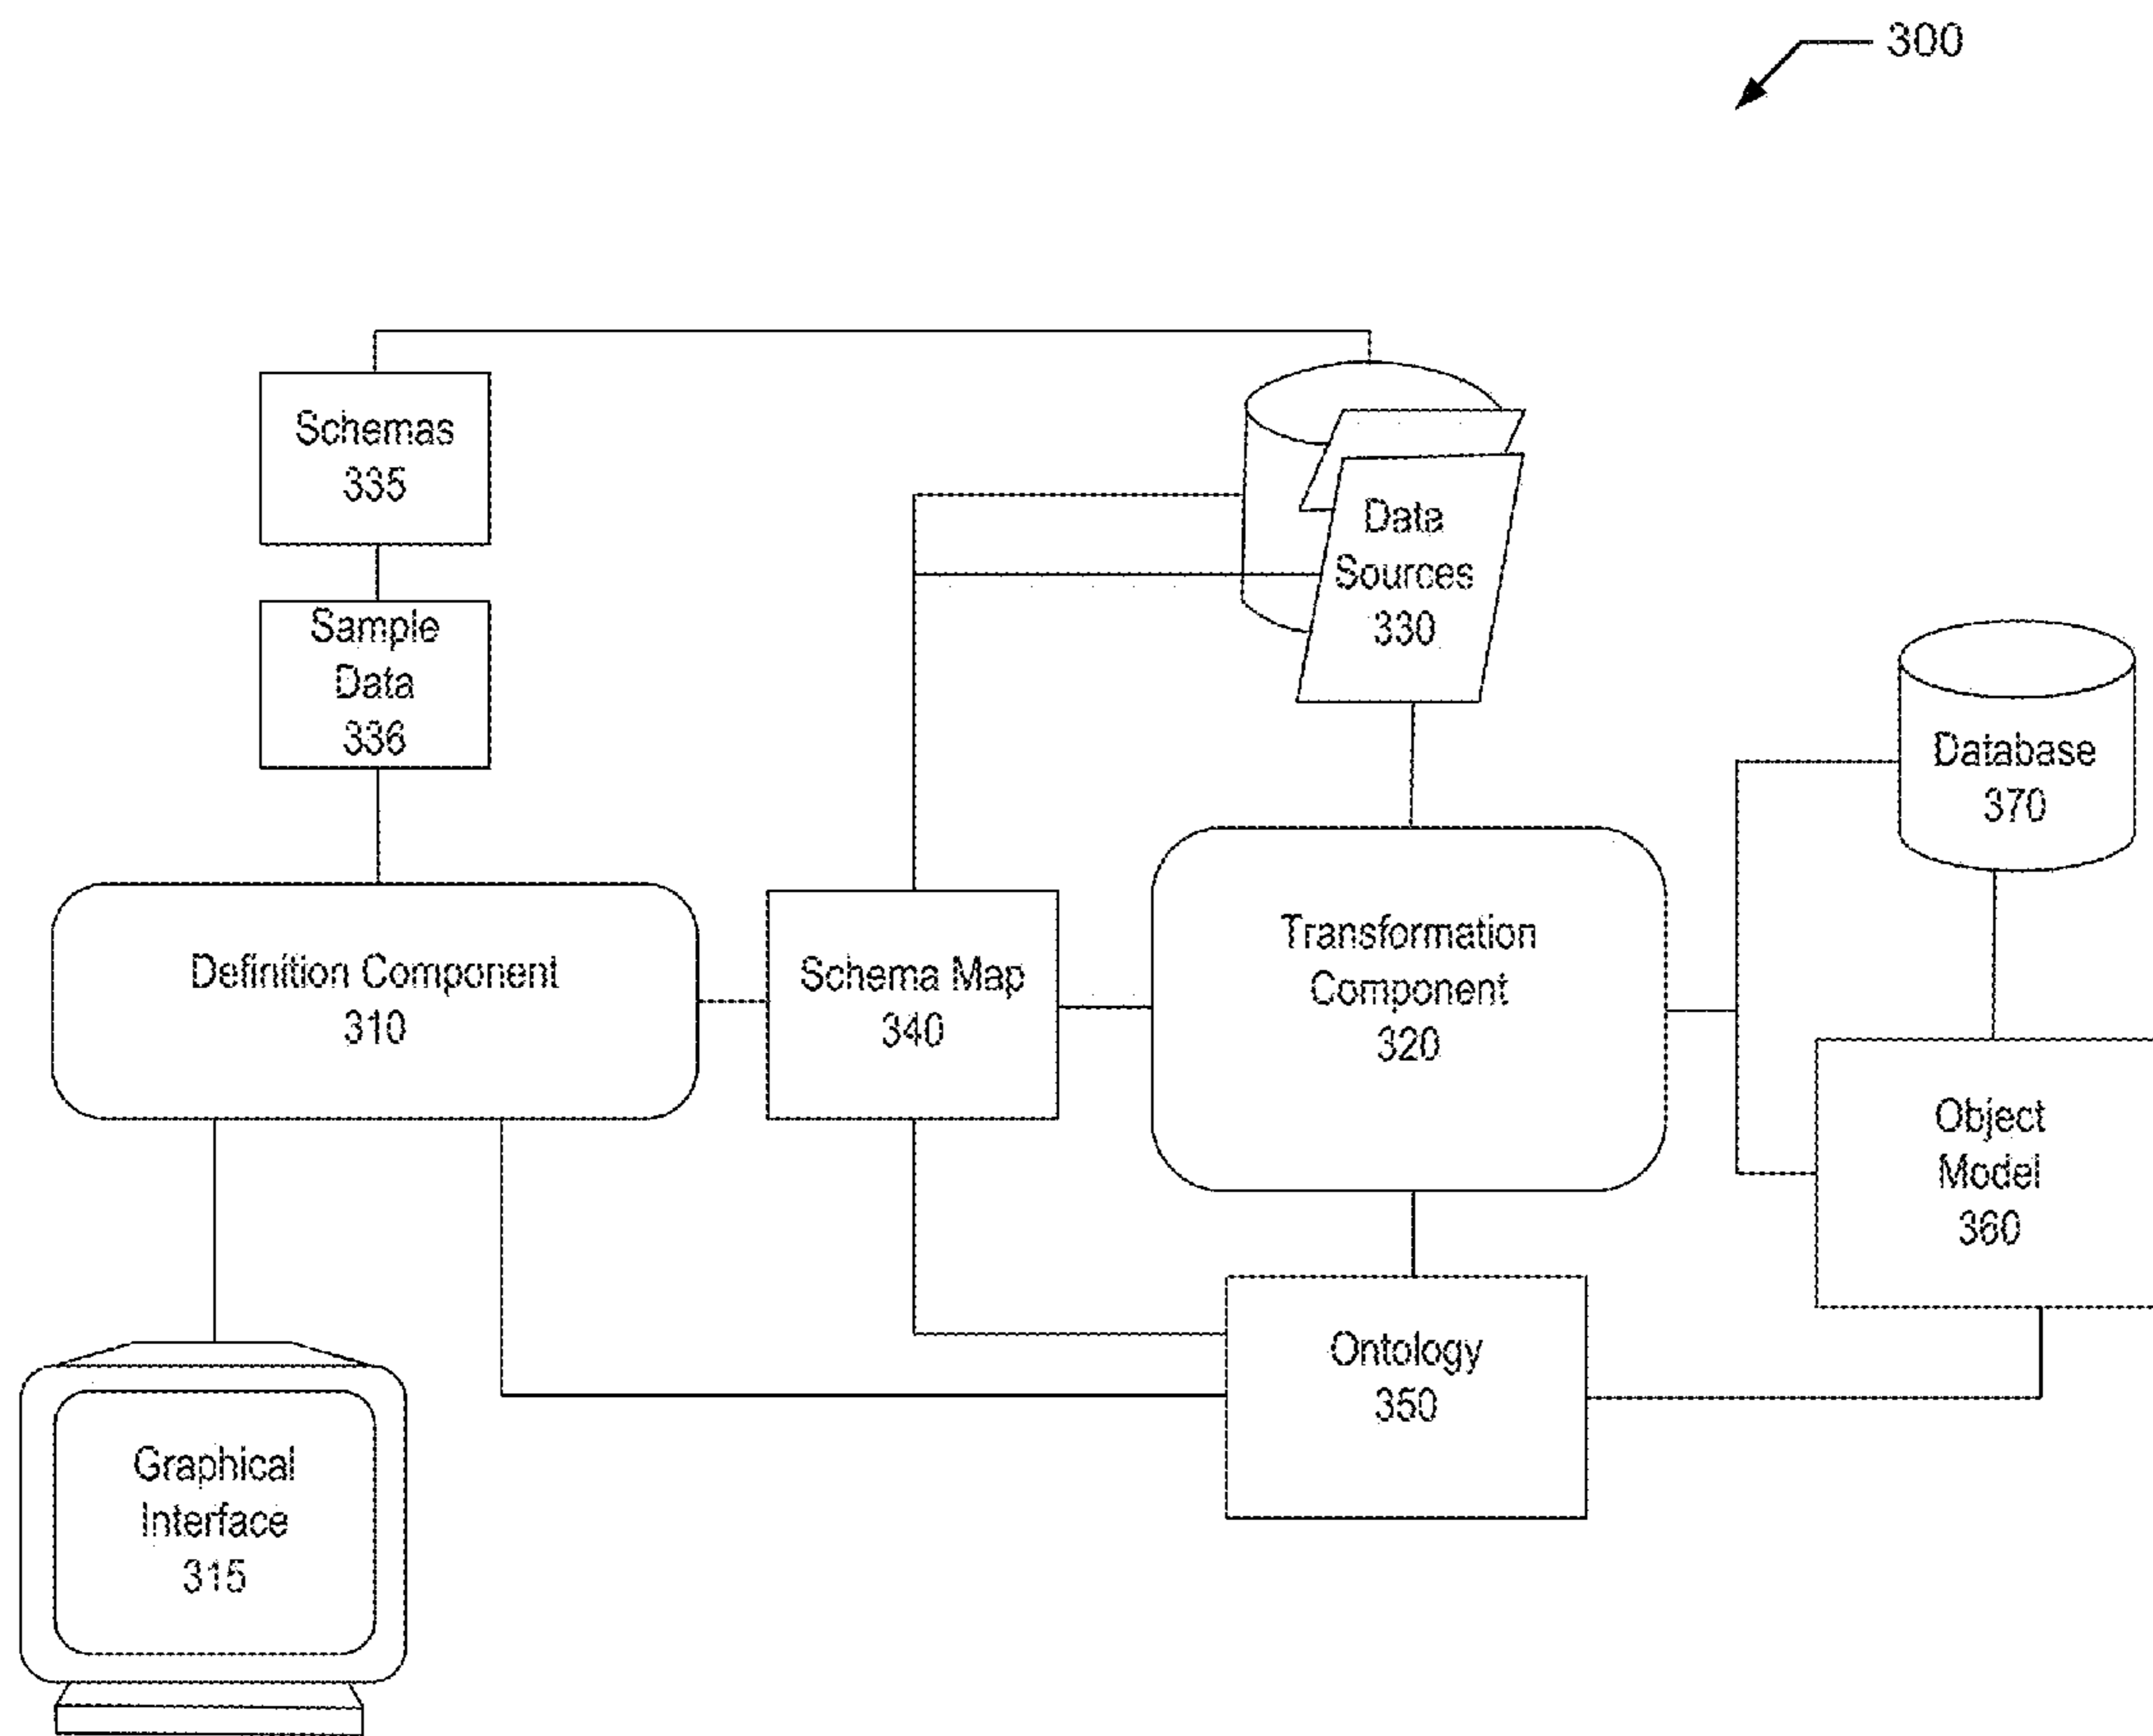 300
Schemas
335
Sample
Data
336
Data
Sources
330
Database
370
Definition Component
310
Schema Map
340
Transformation
Component
320
Object
Model
360
Ontology
350
Graphical
Interface
315